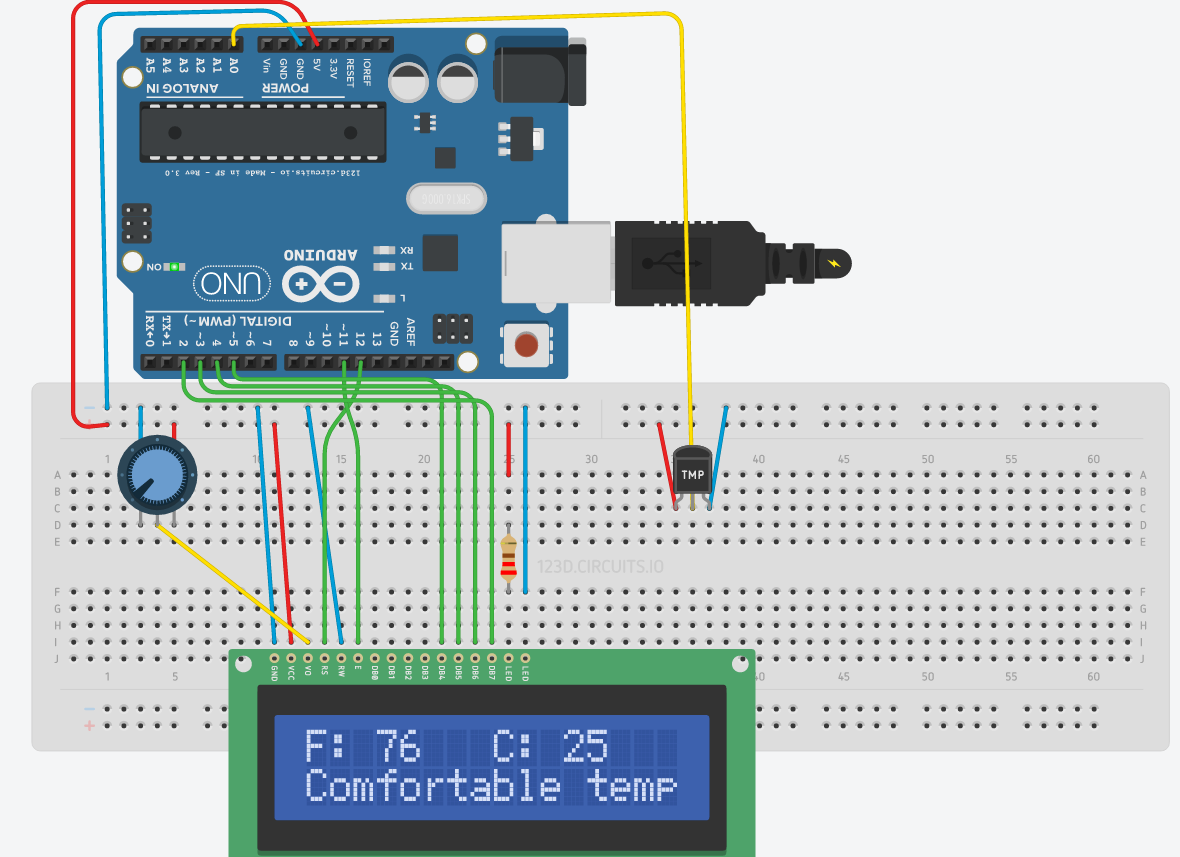 A5 A4 A3 A2 A1 A0 Vin GND GND 5V 3.3V RESET IOREF
ANALOG IN POWER
123d.circuits.io - Made in SF - Rev 3.0
ARDUINO
RX
TX
ON
UNO
L
DIGITAL (PWM~)
RX←0 TX→1 2 ~3 4 ~5 ~6 7 8 ~9 ~10 ~11 12 13 GND AREF
1 10 15 20 25 30 40 45 50 55 60
TMP
A A
B B
C C
D D
E E
123D.CIRCUITS.IO
F F
G G
H H
I I
J J
GND VCC VO RS RW E DB0 DB1 DB2 DB3 DB4 DB5 DB6 DB7 LED LED
1 5 40 45 50 55 60
F: 76 C: 25
Comfortable temp